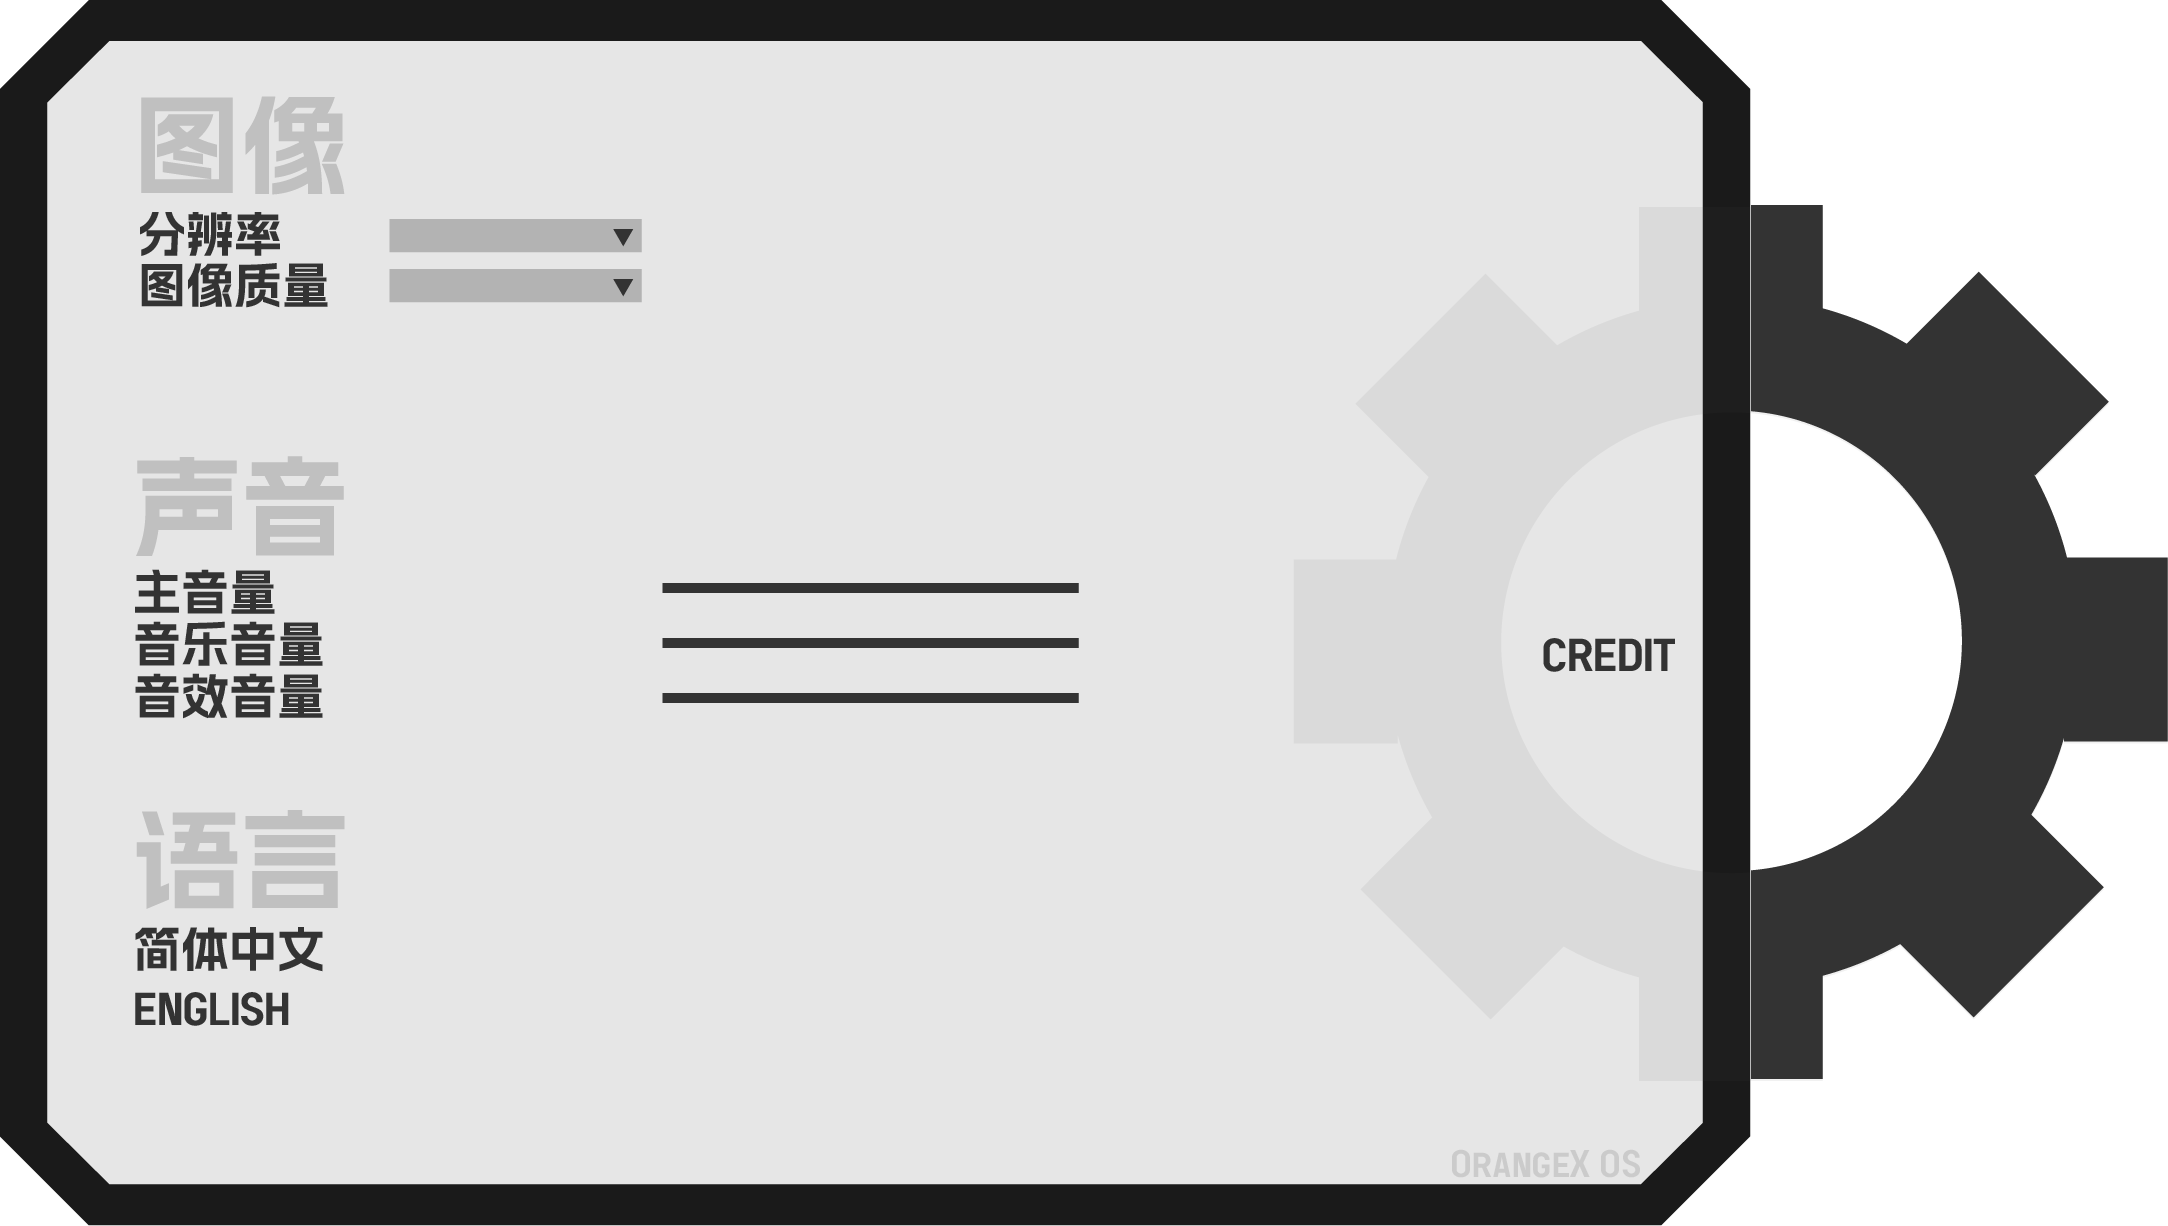 图像
分辨率
图像质量
声音
主音量
音乐音量
音效音量
CREDIT
语言
简体中文
ENGLISH
ORANGEX OS